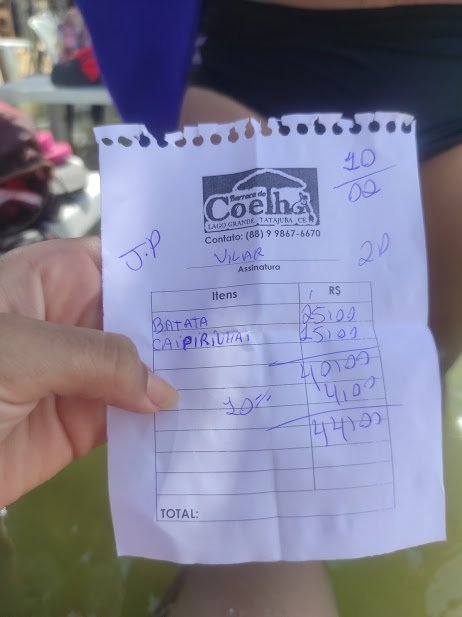 10
02
Barraca do
Coelho
LAGO GRANDE TATAJUBA CE
Contato: (88) 9 9867-6670
J.P
VILAR
20
Assinatura
Itens R$
BATATA 25,00
CAIPIRINHA 15,00
40,00
10% 4,00
44,00
TOTAL: